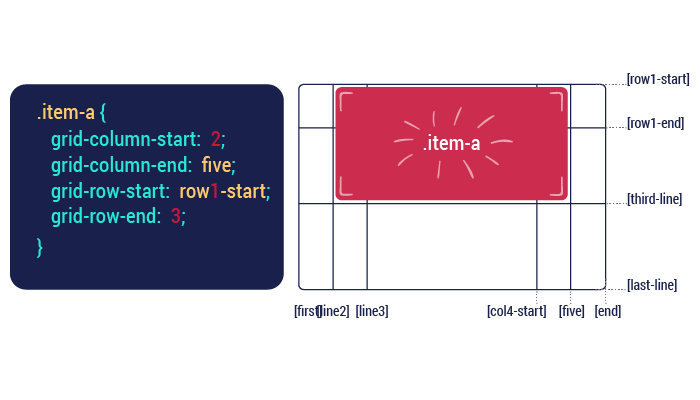 .item-a {
grid-column-start: 2;
grid-column-end: five;
grid-row-start: row1-start;
grid-row-end: 3;
}
.item-a
[row1-start]
[row1-end]
[third-line]
[last-line]
[first] [line2] [line3] [col4-start] [five] [end]